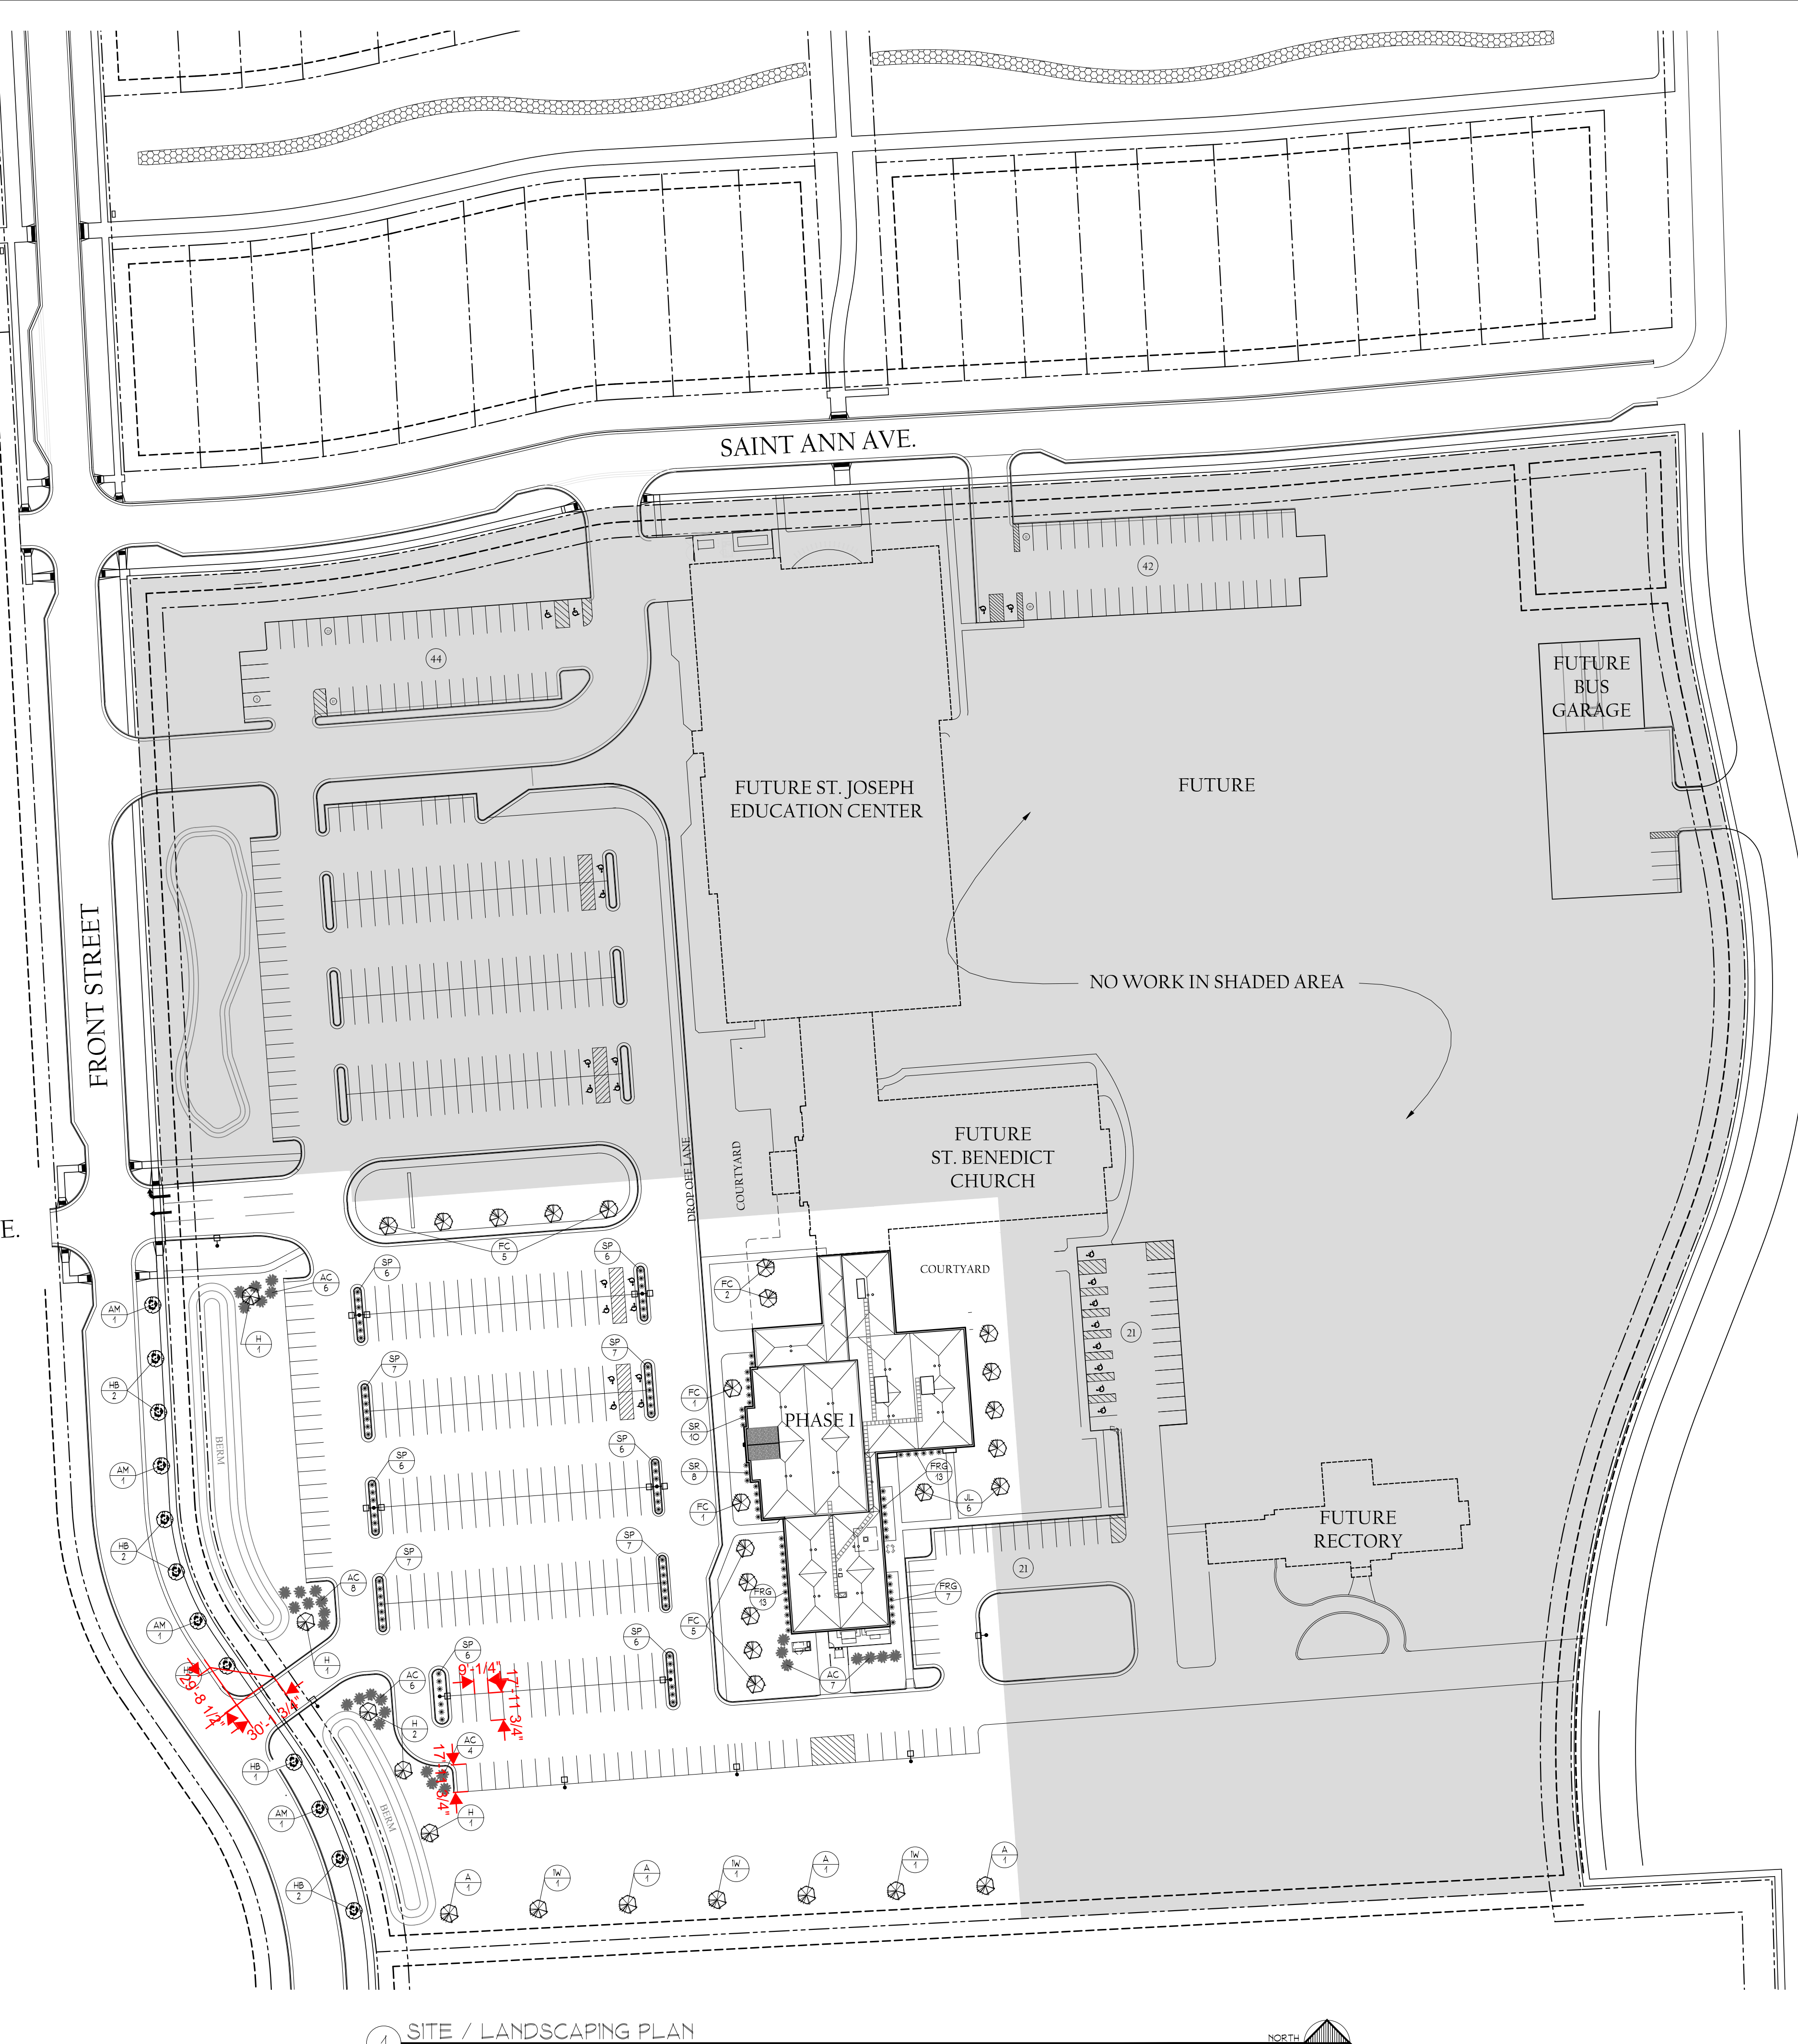 SAINT ANN AVE.
42
44
FUTURE
BUS
GARAGE
FUTURE ST. JOSEPH
EDUCATION CENTER
FUTURE
FRONT STREET
NO WORK IN SHADED AREA
DROP OFF LANE
COURTYARD
FUTURE
ST. BENEDICT
CHURCH
E.
FC
5
SP
6
SP
6
AC
6
FC
2
COURTYARD
AM
1
H
1
21
SP
7
SP
7
HB
2
FC
1
PHASE 1
SR
10
BERM
SP
6
SP
6
AM
1
SR
8
FRG
13
JL
6
FC
1
FUTURE
RECTORY
HB
2
SP
7
SP
7
21
AC
8
FRG
13
FRG
7
AM
1
FC
5
SP
6
SP
6
H
1
HB
29'-8 1/2"
30'-1 3/4"
9'-1/4"
17'-11 3/4"
AC
6
AC
7
H
2
AC
4
17'-11 3/4"
HB
1
AM
1
BERM
H
1
A
1
IW
1
A
1
IW
1
A
1
IW
1
A
1
HB
2
1
SITE / LANDSCAPING PLAN
NORTH